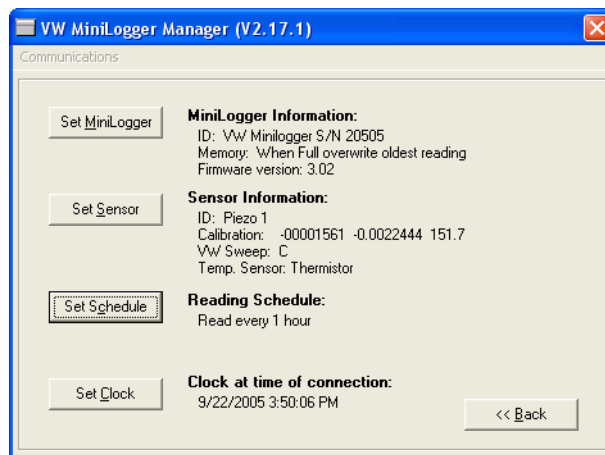 VW MiniLogger Manager (V2.17.1)
Communications
Set MiniLogger
MiniLogger Information:
ID: VW Minilogger S/N 20505
Memory: When Full overwrite oldest reading
Firmware version: 3.02
Set Sensor
Sensor Information:
ID: Piezo 1
Calibration: -00001561 -0.0022444 151.7
VW Sweep: C
Temp. Sensor: Thermistor
Set Schedule
Reading Schedule:
Read every 1 hour
Set Clock
Clock at time of connection:
9/22/2005 3:50:06 PM
<< Back